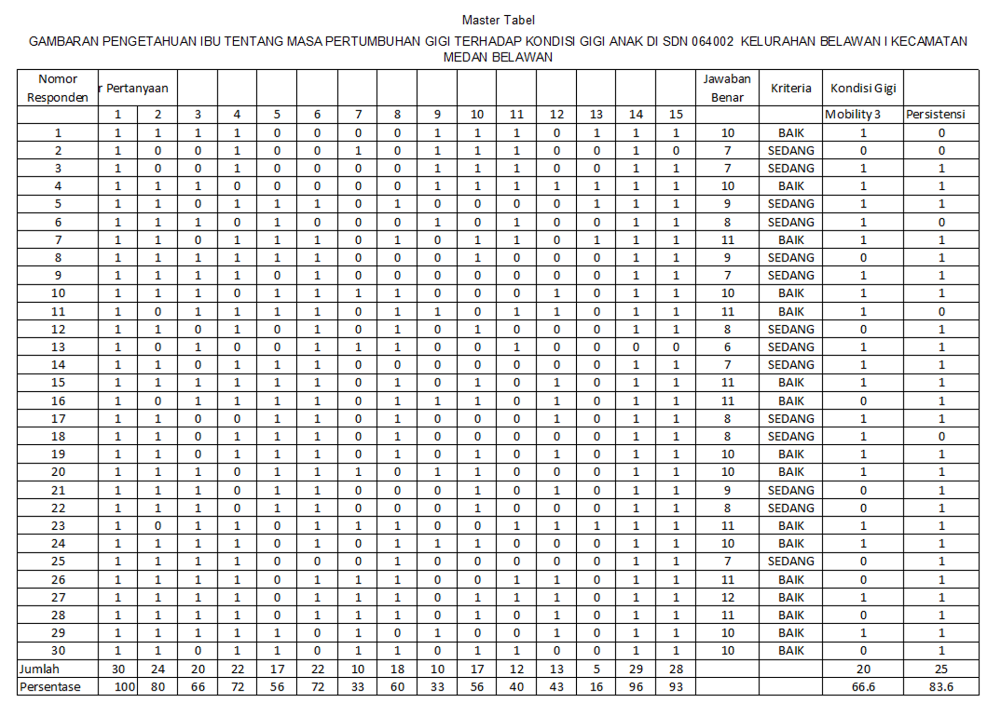 Master Tabel
GAMBARAN PENGETAHUAN IBU TENTANG MASA PERTUMBUHAN GIGI TERHADAP KONDISI GIGI ANAK DI SDN 064002 KELURAHAN BELAWAN I KECAMATAN
MEDAN BELAWAN
Nomor Responden r Pertanyaan Jawaban Benar Kriteria Kondisi Gigi
1 2 3 4 5 6 7 8 9 10 11 12 13 14 15 Mobility 3 Persistensi
1 1 1 1 1 0 0 0 0 1 1 1 0 1 1 1 10 BAIK 1 0
2 1 0 0 1 0 0 1 0 1 1 1 0 0 1 0 7 SEDANG 0 0
3 1 0 0 1 0 0 0 0 1 1 1 0 0 1 1 7 SEDANG 1 1
4 1 1 1 0 0 0 0 0 1 1 1 1 1 1 1 10 BAIK 1 1
5 1 1 0 1 1 1 0 1 0 0 0 0 1 1 1 9 SEDANG 1 1
6 1 1 1 0 1 0 0 0 1 0 1 0 0 1 1 8 SEDANG 1 0
7 1 1 0 1 1 1 0 1 0 1 1 0 1 1 1 11 BAIK 1 1
8 1 1 1 1 1 1 0 0 0 1 0 0 0 1 1 9 SEDANG 0 1
9 1 1 1 1 0 1 0 0 0 0 0 0 0 1 1 7 SEDANG 1 1
10 1 1 1 0 1 1 1 1 0 0 0 1 0 1 1 10 BAIK 1 1
11 1 0 1 1 1 1 0 1 1 0 1 1 0 1 1 11 BAIK 1 0
12 1 1 0 1 0 1 0 1 0 1 0 0 0 1 1 8 SEDANG 0 1
13 1 0 1 0 0 1 1 1 0 0 1 0 0 0 0 6 SEDANG 1 1
14 1 1 0 1 1 1 0 0 0 0 0 0 0 1 1 7 SEDANG 1 1
15 1 1 1 1 1 1 0 1 0 1 0 1 0 1 1 11 BAIK 1 1
16 1 0 1 1 1 1 0 1 1 1 0 1 0 1 1 11 BAIK 0 1
17 1 1 0 0 1 1 0 1 0 0 0 1 0 1 1 8 SEDANG 1 1
18 1 1 0 1 1 1 0 1 0 0 0 0 0 1 1 8 SEDANG 1 0
19 1 1 0 1 1 1 0 1 0 1 0 1 0 1 1 10 BAIK 1 1
20 1 1 1 0 1 1 1 0 1 1 0 0 0 1 1 10 BAIK 1 1
21 1 1 1 0 1 1 0 0 0 1 0 1 0 1 1 9 SEDANG 0 1
22 1 1 1 0 1 1 0 0 0 1 0 0 0 1 1 8 SEDANG 0 1
23 1 0 1 1 0 1 1 1 0 0 1 1 1 1 1 11 BAIK 1 1
24 1 1 1 1 0 1 0 1 1 1 0 0 0 1 1 10 BAIK 1 1
25 1 1 1 1 0 0 0 1 0 0 0 0 0 1 1 7 SEDANG 0 1
26 1 1 1 1 0 1 1 1 0 0 1 1 0 1 1 11 BAIK 0 1
27 1 1 1 1 0 1 1 1 0 1 1 1 0 1 1 12 BAIK 1 1
28 1 1 1 1 0 1 1 1 0 1 0 1 0 1 1 11 BAIK 0 1
29 1 1 1 1 1 0 1 0 1 0 0 1 0 1 1 10 BAIK 1 1
30 1 1 0 1 1 0 1 1 0 1 1 0 0 1 1 10 BAIK 0 1
Jumlah 30 24 20 22 17 22 10 18 10 17 12 13 5 29 28 20 25
Persentase 100 80 66 72 56 72 33 60 33 56 40 43 16 96 93 66.6 83.6